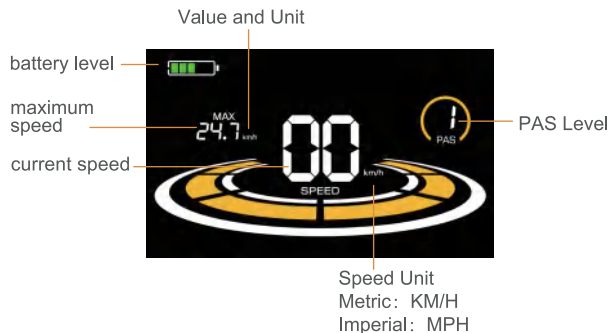 Value and Unit
battery level
maximum
speed
current speed
MAX
24.7 km/h
00
km/h
SPEED
1
PAS
PAS Level
Speed Unit
Metric: KM/H
Imperial: MPH